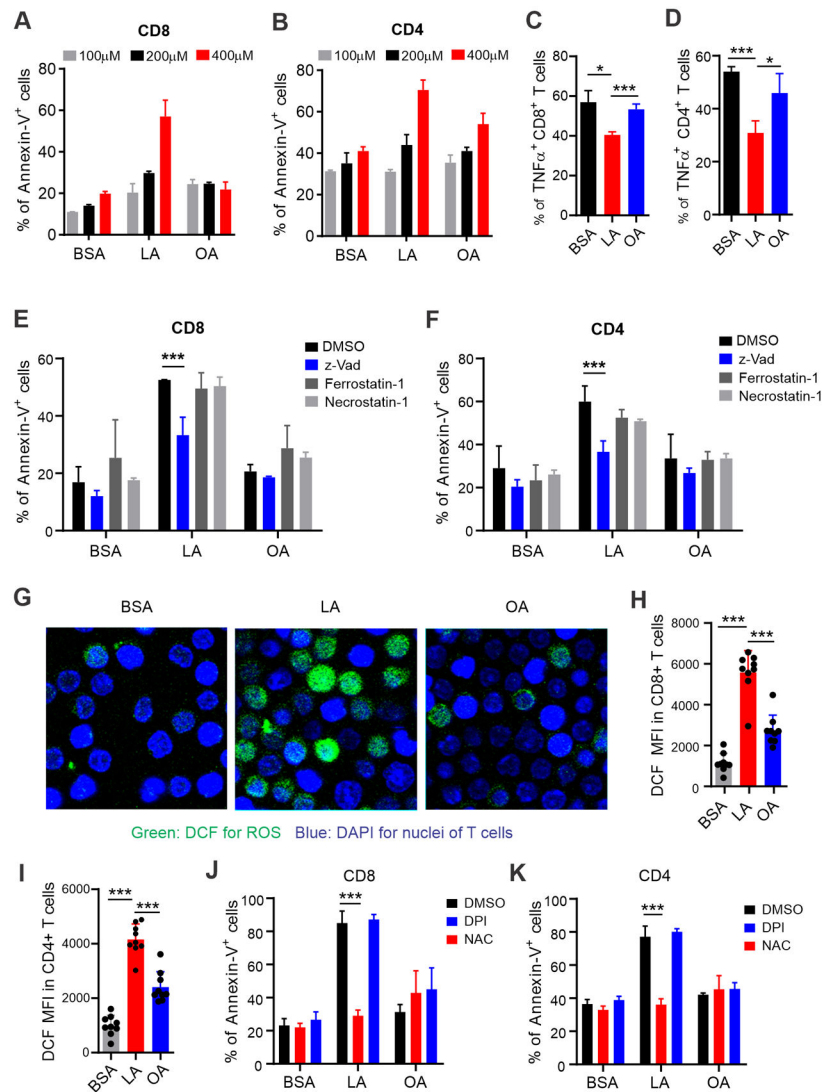 A
CD8
100μM 200μM 400μM
% of Annexin-V+ cells
80
60
40
20
0
BSA LA OA
B
CD4
100μM 200μM 400μM
% of Annexin-V+ cells
80
60
40
20
0
BSA LA OA
C
% of TNFα+ CD8+ T cells
80
60
40
20
0
* ***
BSA LA OA
D
% of TNFα+ CD4+ T cells
60
40
20
0
*** *
BSA LA OA
E
CD8
% of Annexin-V+ cells
60
40
20
0
***
DMSO
z-Vad
Ferrostatin-1
Necrostatin-1
BSA LA OA
F
CD4
% of Annexin-V+ cells
80
60
40
20
0
***
DMSO
z-Vad
Ferrostatin-1
Necrostatin-1
BSA LA OA
G
BSA LA OA
Green: DCF for ROS Blue: DAPI for nuclei of T cells
H
DCF MFI in CD8+ T cells
8000
6000
4000
2000
0
*** ***
BSA LA OA
I
DCF MFI in CD4+ T cells
6000
4000
2000
0
*** ***
BSA LA OA
J
CD8
% of Annexin-V+ cells
100
80
60
40
20
0
***
DMSO
DPI
NAC
BSA LA OA
K
CD4
% of Annexin-V+ cells
100
80
60
40
20
0
***
DMSO
DPI
NAC
BSA LA OA